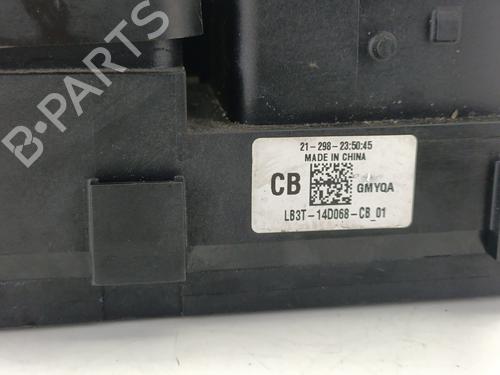 B-PARTS
21-298-23:50:45
MADE IN CHINA
CB GMYQA
LB3T-14D068-CB_01